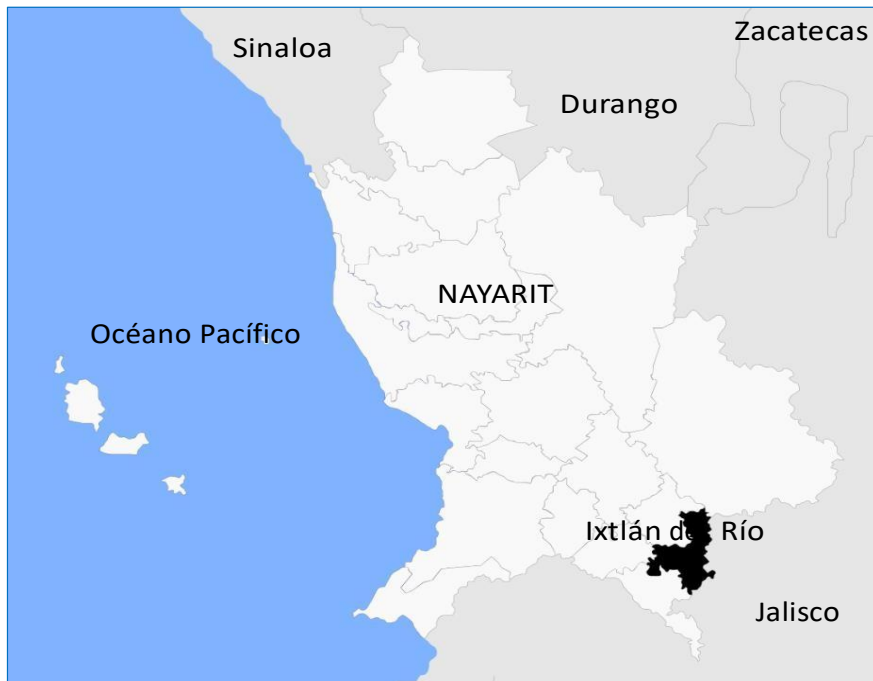 Zacatecas
Sinaloa
Durango
NAYARIT
Océano Pacífico
Ixtlán del Río
Jalisco